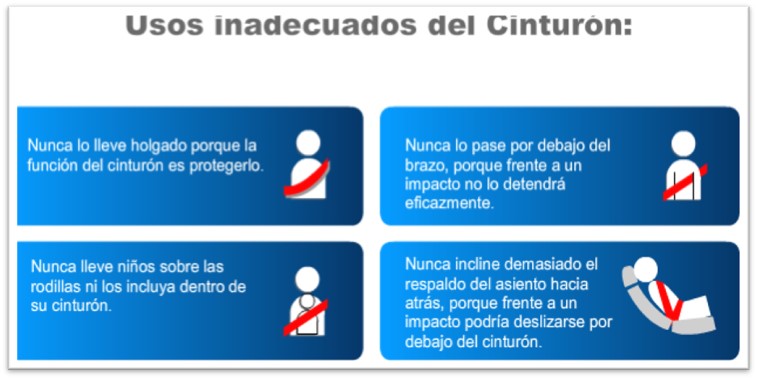 Usos inadecuados del Cinturón:
Nunca lo lleve holgado porque la
función del cinturón es protegerlo.
Nunca lo pase por debajo del
brazo, porque frente a un
impacto no lo detendrá
eficazmente.
Nunca lleve niños sobre las
rodillas ni los incluya dentro de
su cinturón.
Nunca incline demasiado el
respaldo del asiento hacia
atrás, porque frente a un
impacto podría deslizarse por
debajo del cinturón.